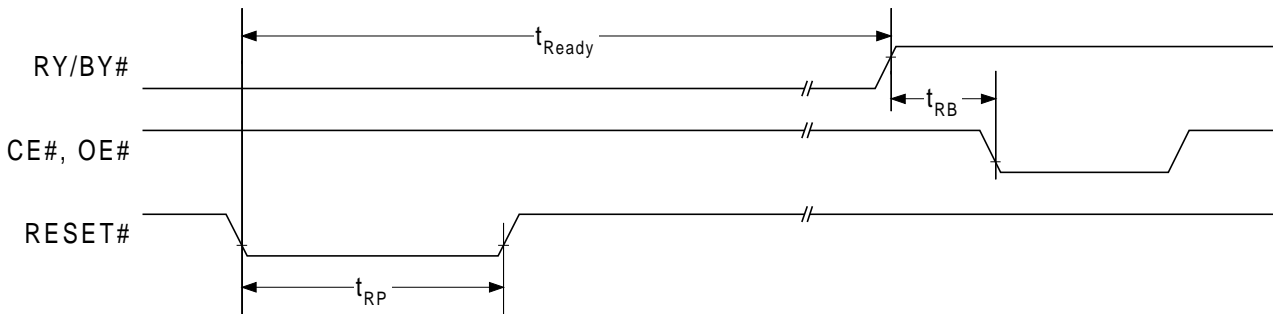 tReady
RY/BY#
tRB
CE#, OE#
RESET#
tRP